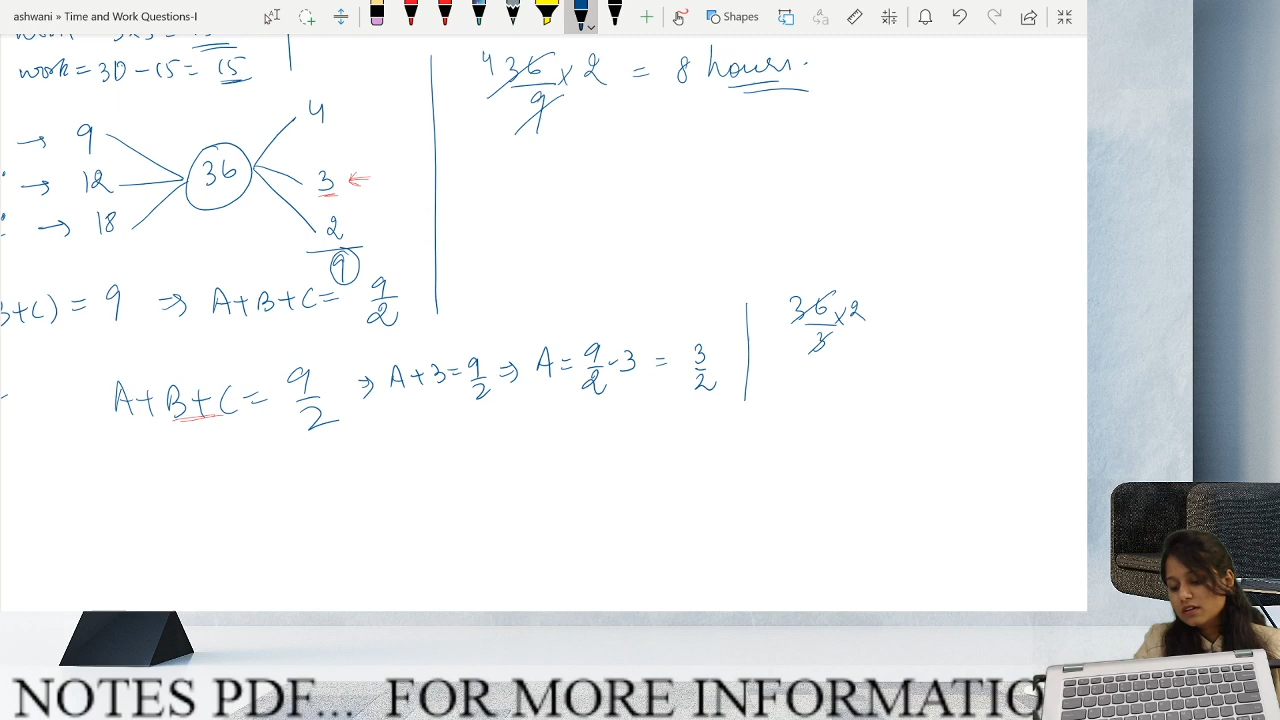 ashwani » Time and Work Questions-I
Shapes
work = 30 - 15 = 15
4 36/9 x 2 = 8 hours.
→ 9
→ 12
→ 18
36
4
3 ←
2
9
B+C) = 9 ⇒ A+B+C = 9/2
A+B+C = 9/2 ⇒ A+3 = 9/2 ⇒ A = 9/2 - 3 = 3/2
36/3 x 2
NOTES PDF... FOR MORE INFORMATIO